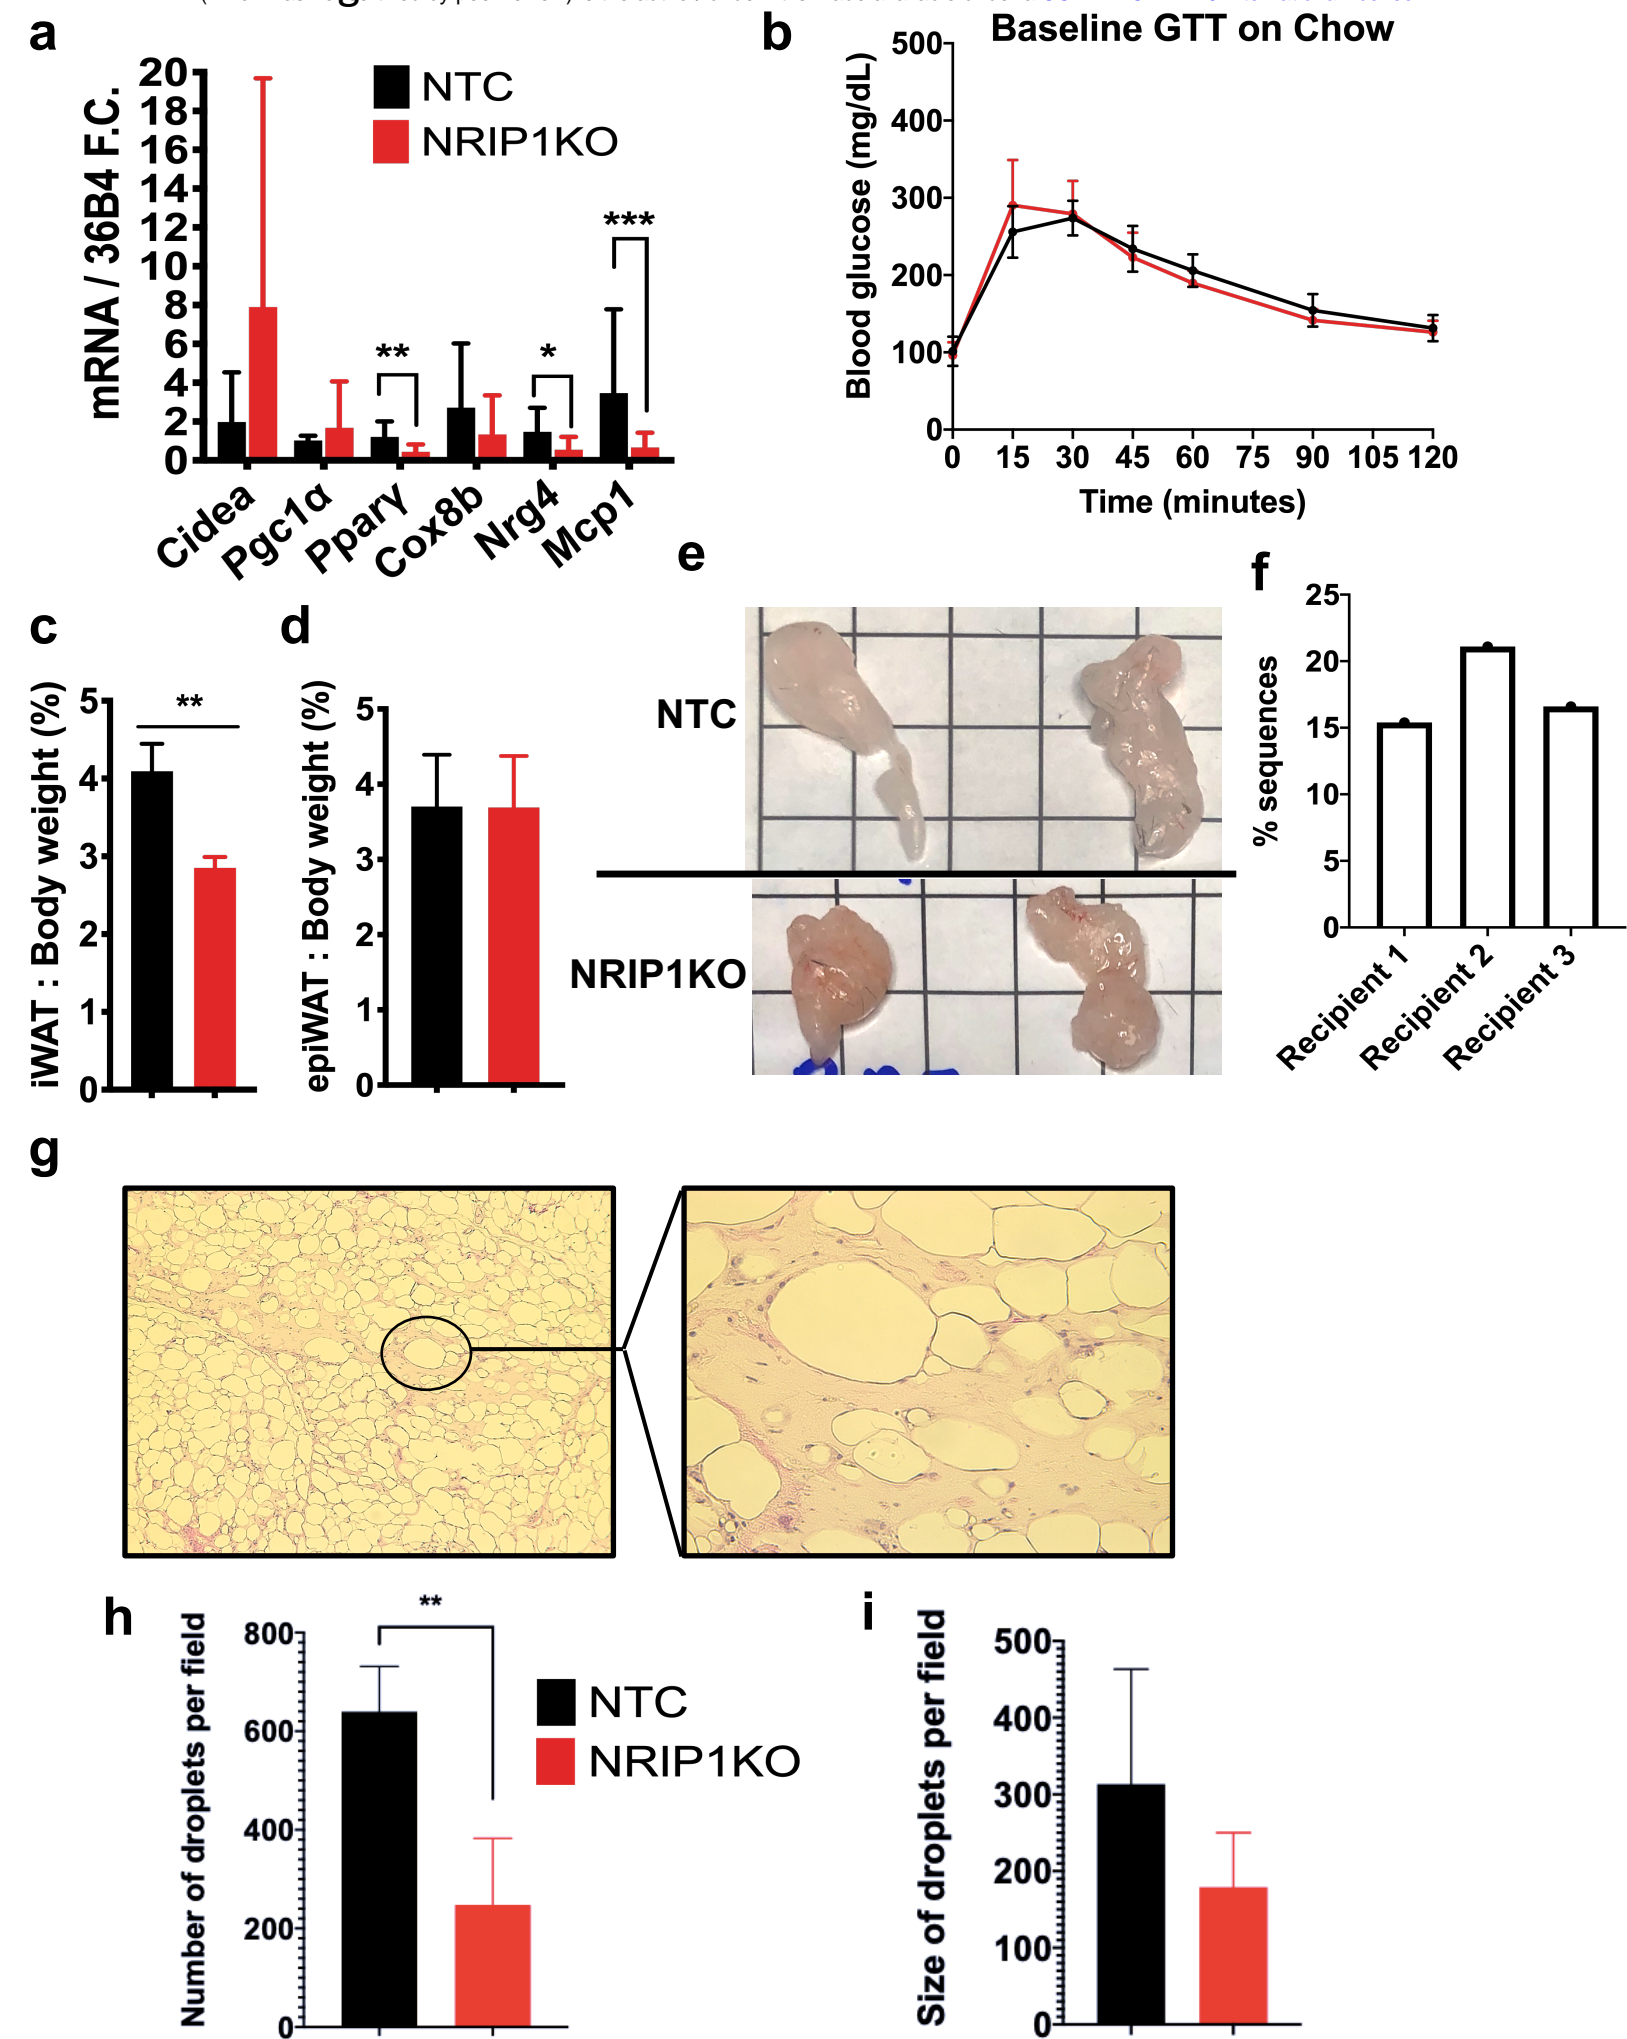 a
mRNA / 36B4 F.C.
20
18
16
14
12
10
8
6
4
2
0
NTC
NRIP1KO
**
*
***
Cidea
Pgc1α
Pparγ
Cox8b
Nrg4
Mcp1
b
Baseline GTT on Chow
Blood glucose (mg/dL)
500
400
300
200
100
0
0 15 30 45 60 75 90 105 120
Time (minutes)
c
iWAT : Body weight (%)
5
4
3
2
1
0
**
d
epiWAT : Body weight (%)
5
4
3
2
1
0
e
NTC
NRIP1KO
f
% sequences
25
20
15
10
5
0
Recipient 1
Recipient 2
Recipient 3
g
h
Number of droplets per field
800
600
400
200
0
**
NTC
NRIP1KO
i
Size of droplets per field
500
400
300
200
100
0